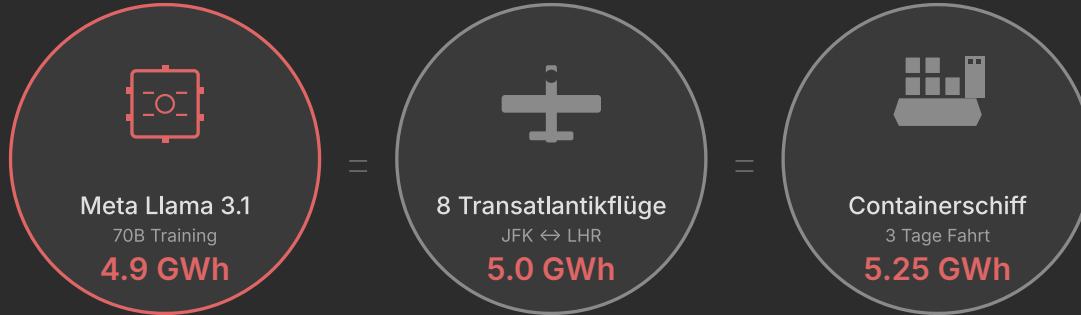 Meta Llama 3.1
70B Training
4.9 GWh
=
8 Transatlantikflüge
JFK ↔ LHR
5.0 GWh
=
Containerschiff
3 Tage Fahrt
5.25 GWh